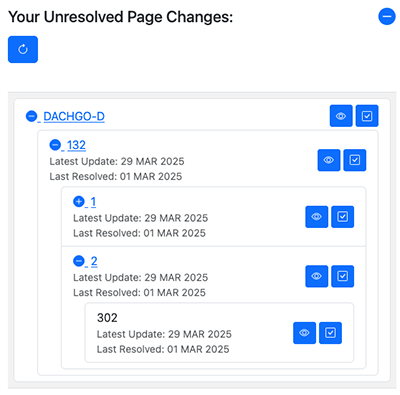 Your Unresolved Page Changes:
DACHGO-D
132
Latest Update: 29 MAR 2025
Last Resolved: 01 MAR 2025
1
Latest Update: 29 MAR 2025
Last Resolved: 01 MAR 2025
2
Latest Update: 29 MAR 2025
Last Resolved: 01 MAR 2025
302
Latest Update: 29 MAR 2025
Last Resolved: 01 MAR 2025